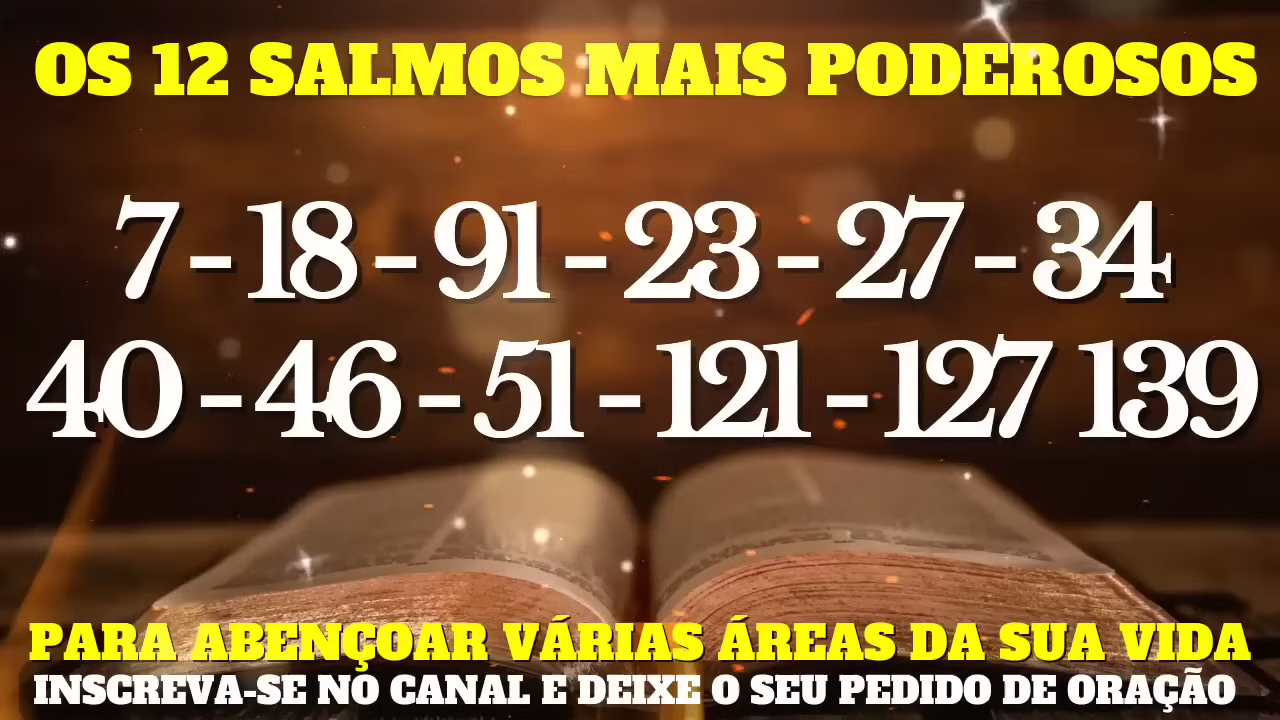 OS 12 SALMOS MAIS PODEROSOS
7 - 18 - 91 - 23 - 27 - 34
40 - 46 - 51 - 121 - 127 139
PARA ABENÇOAR VÁRIAS ÁREAS DA SUA VIDA
INSCREVA-SE NO CANAL E DEIXE O SEU PEDIDO DE ORAÇÃO